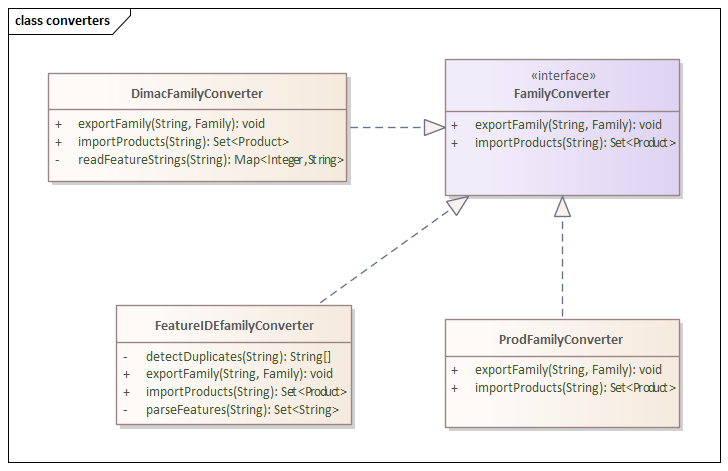 class converters
DimacFamilyConverter
+ exportFamily(String, Family): void
+ importProducts(String): Set<Product>
- readFeatureStrings(String): Map<Integer,String>
«interface»
FamilyConverter
+ exportFamily(String, Family): void
+ importProducts(String): Set<Product>
FeatureIDEfamilyConverter
- detectDuplicates(String): String[]
+ exportFamily(String, Family): void
+ importProducts(String): Set<Product>
- parseFeatures(String): Set<String>
ProdFamilyConverter
+ exportFamily(String, Family): void
+ importProducts(String): Set<Product>